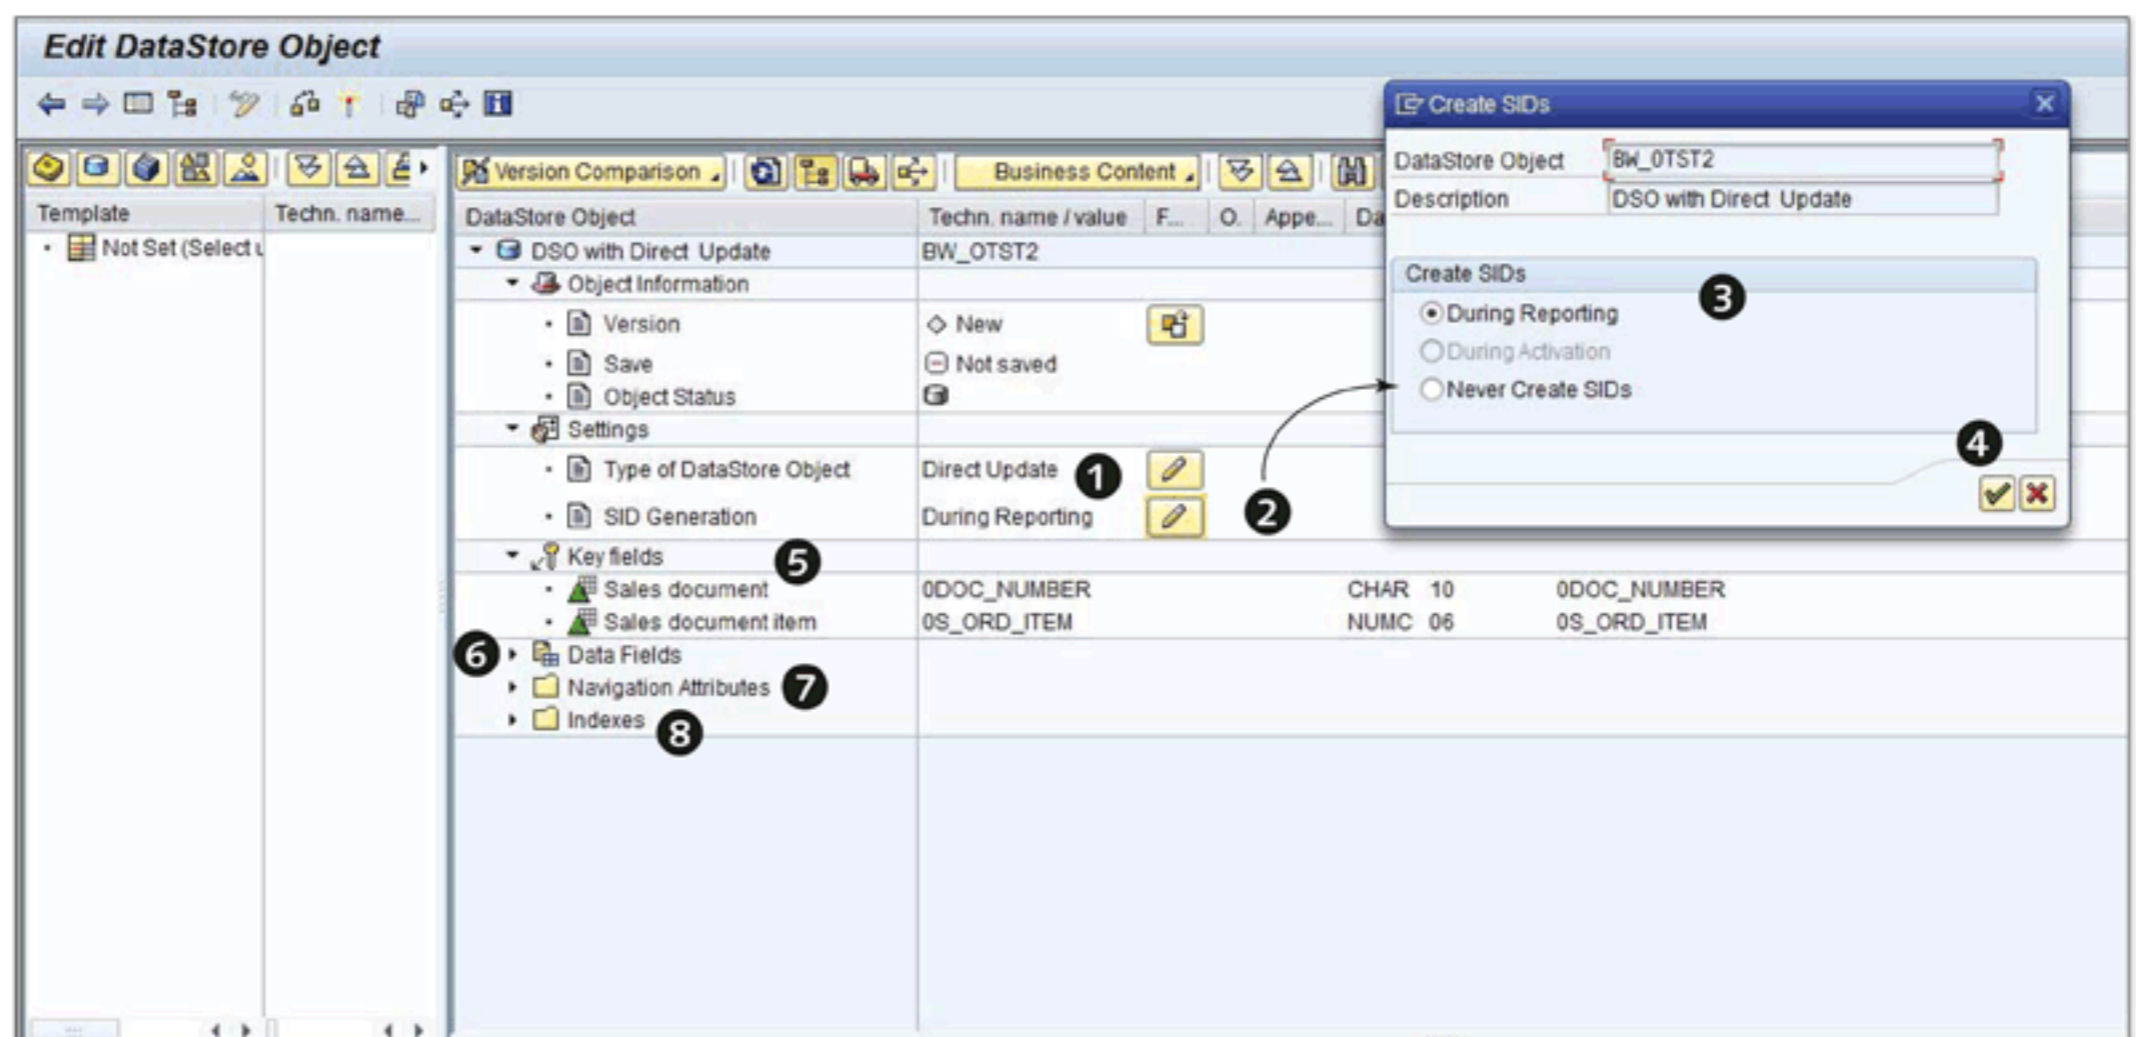 Edit DataStore Object
Create SIDs
DataStore Object BW_0TST2
Description DSO with Direct Update
Create SIDs
3
During Reporting
During Activation
Never Create SIDs
4
Version Comparison Business Content
Template Techn. name...
Not Set (Select u
DataStore Object Techn. name / value F... O. Appe... Da
DSO with Direct Update BW_OTST2
Object Information
Version New
Save Not saved
Object Status
Settings
Type of DataStore Object Direct Update 1
SID Generation During Reporting 2
Key fields 5
Sales document 0DOC_NUMBER CHAR 10 0DOC_NUMBER
Sales document item 0S_ORD_ITEM NUMC 06 0S_ORD_ITEM
6 Data Fields
Navigation Attributes 7
Indexes 8